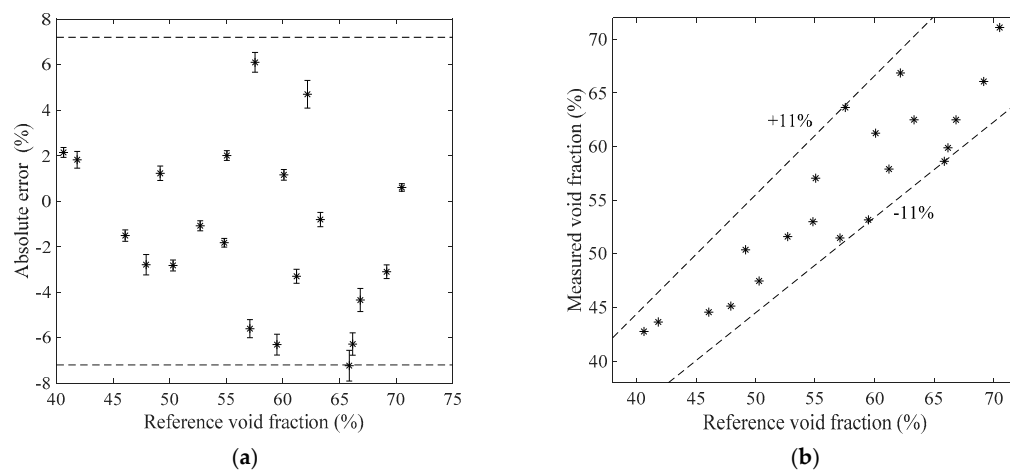 8
6
4
2
0
-2
-4
-6
-8
Absolute error (%)
40 45 50 55 60 65 70 75
Reference void fraction (%)
(a)
70
65
60
55
50
45
40
Measured void fraction (%)
+11%
-11%
40 45 50 55 60 65 70
Reference void fraction (%)
(b)